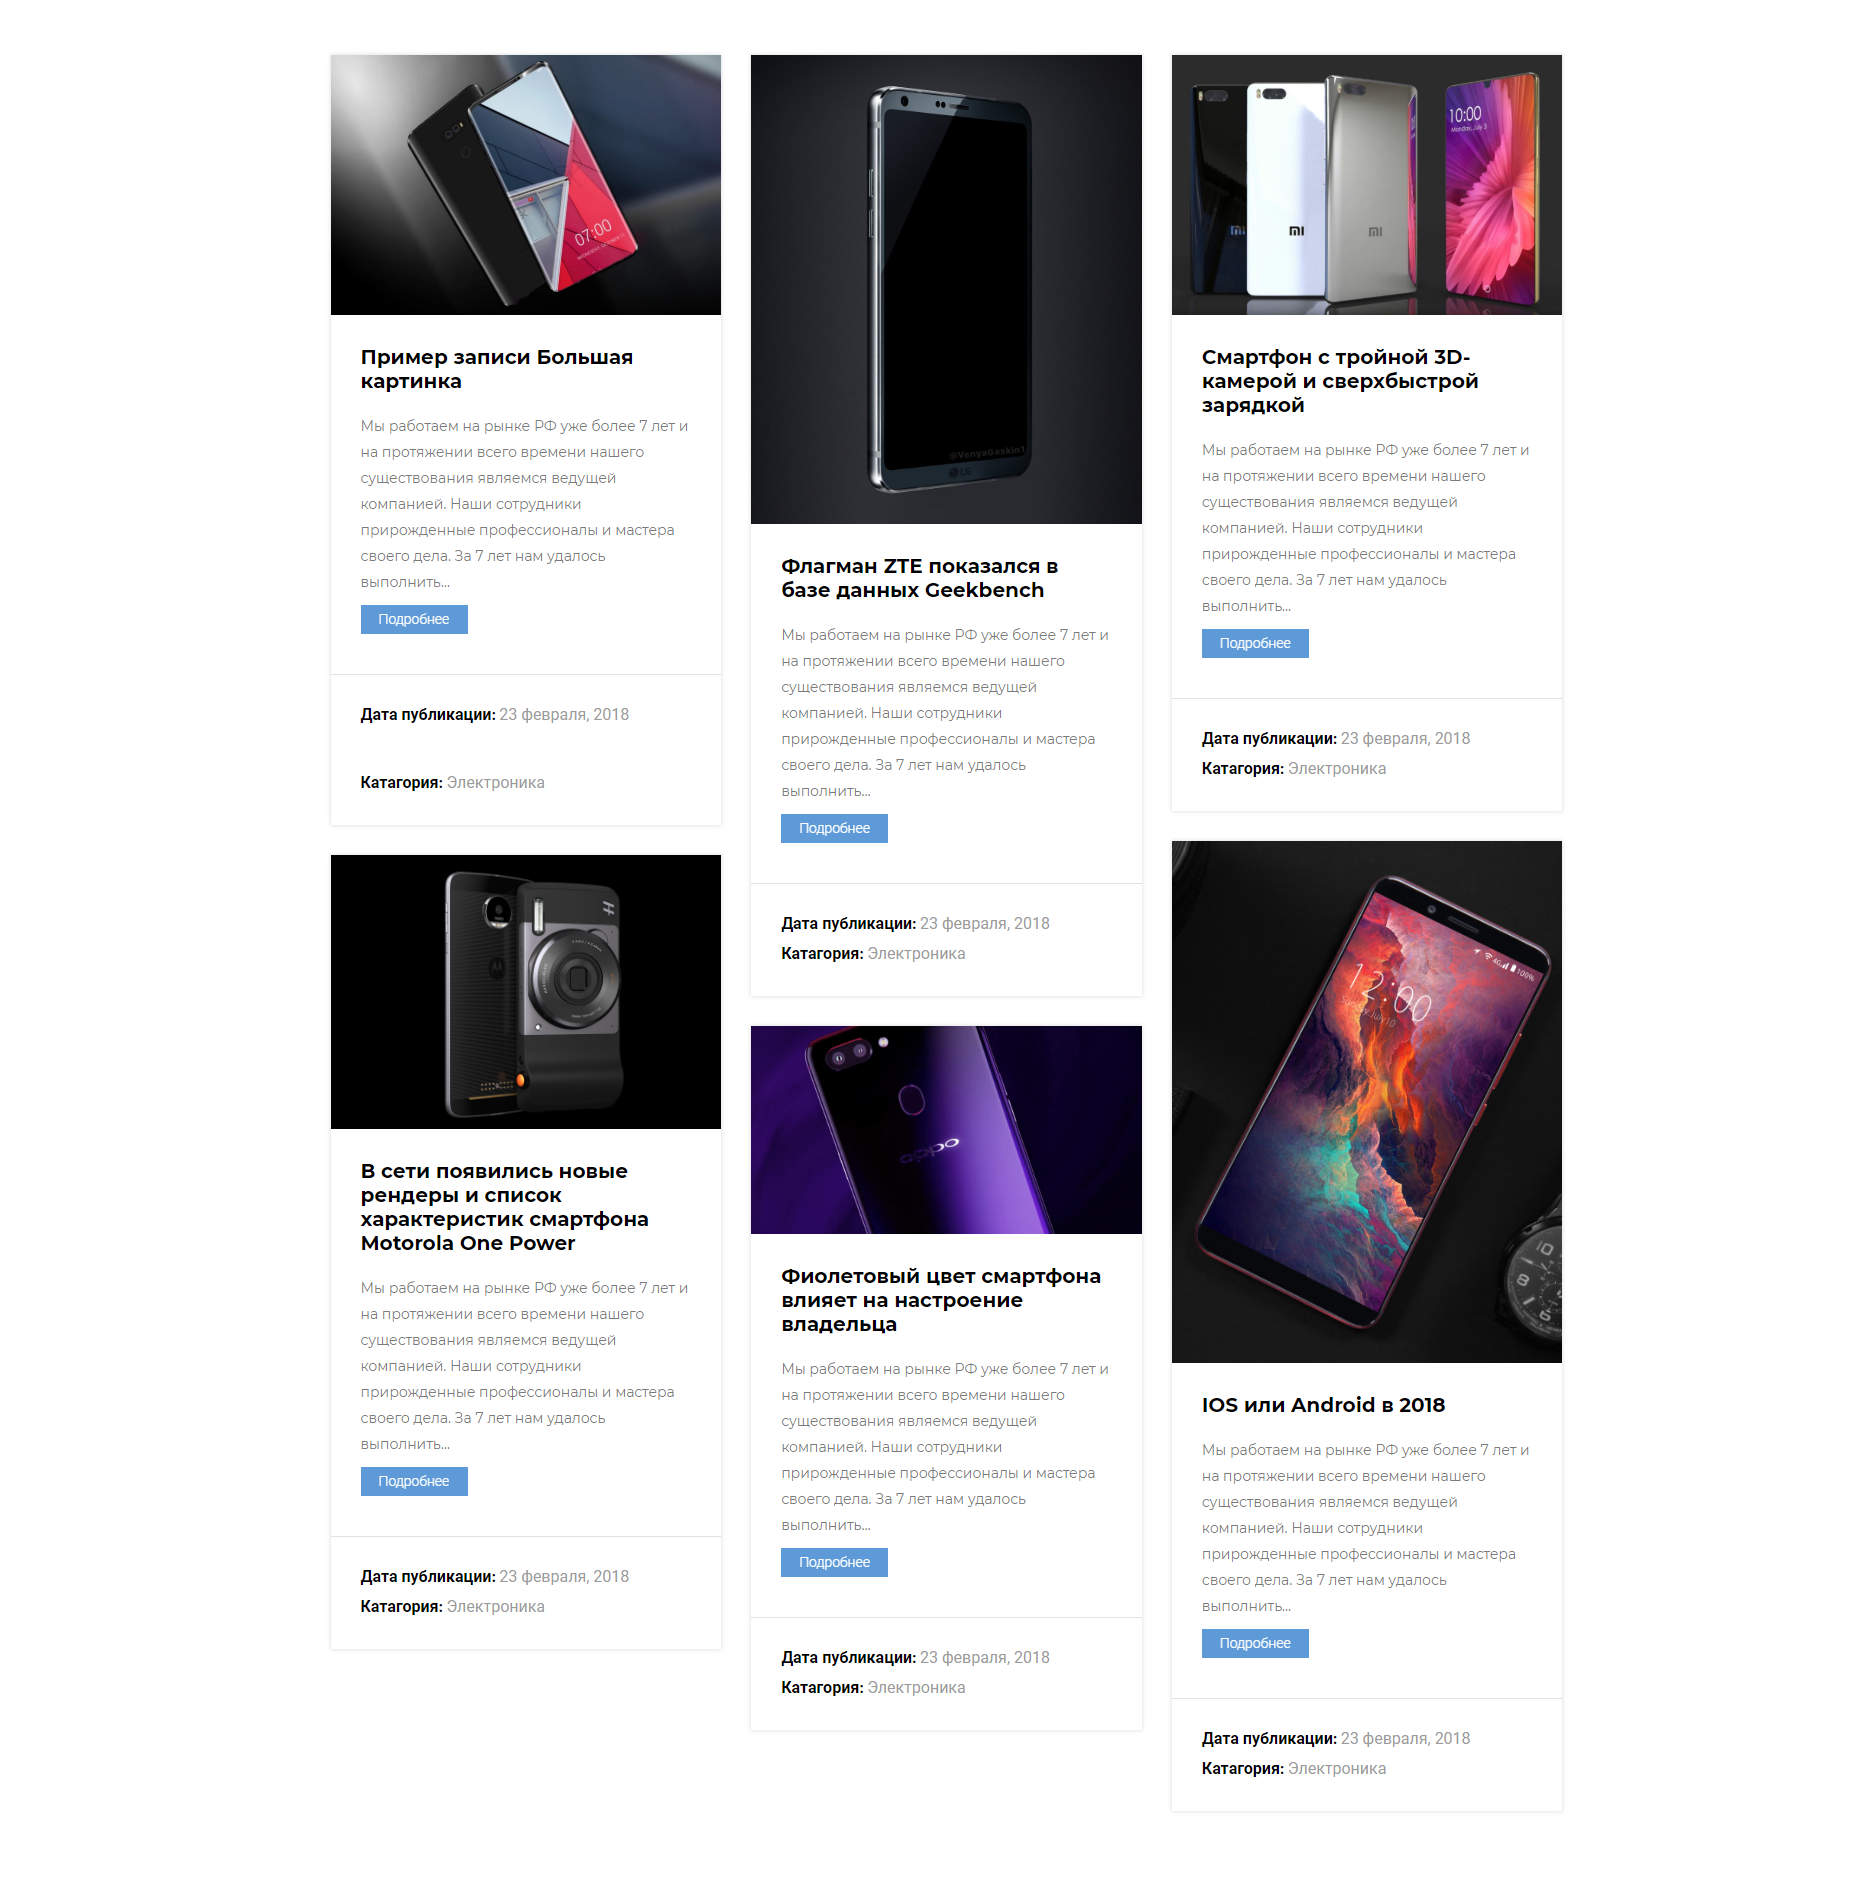 07:00
Пример записи Большая
картинка
Мы работаем на рынке РФ уже более 7 лет и
на протяжении всего времени нашего
существования являемся ведущей
компанией. Наши сотрудники
прирожденные профессионалы и мастера
своего дела. За 7 лет нам удалось
выполнить...
Подробнее
Дата публикации: 23 февраля, 2018
Катагория: Электроника
В сети появились новые
рендеры и список
характеристик смартфона
Motorola One Power
Мы работаем на рынке РФ уже более 7 лет и
на протяжении всего времени нашего
существования являемся ведущей
компанией. Наши сотрудники
прирожденные профессионалы и мастера
своего дела. За 7 лет нам удалось
выполнить...
Подробнее
Дата публикации: 23 февраля, 2018
Катагория: Электроника
@VenyaGeskin1
LG
Флагман ZTE показался в
базе данных Geekbench
Мы работаем на рынке РФ уже более 7 лет и
на протяжении всего времени нашего
существования являемся ведущей
компанией. Наши сотрудники
прирожденные профессионалы и мастера
своего дела. За 7 лет нам удалось
выполнить...
Подробнее
Дата публикации: 23 февраля, 2018
Катагория: Электроника
oppo
Фиолетовый цвет смартфона
влияет на настроение
владельца
Мы работаем на рынке РФ уже более 7 лет и
на протяжении всего времени нашего
существования являемся ведущей
компанией. Наши сотрудники
прирожденные профессионалы и мастера
своего дела. За 7 лет нам удалось
выполнить...
Подробнее
Дата публикации: 23 февраля, 2018
Катагория: Электроника
10:00
Monday, July 3
MI
MI
MI
Смартфон с тройной 3D-
камерой и сверхбыстрой
зарядкой
Мы работаем на рынке РФ уже более 7 лет и
на протяжении всего времени нашего
существования являемся ведущей
компанией. Наши сотрудники
прирожденные профессионалы и мастера
своего дела. За 7 лет нам удалось
выполнить...
Подробнее
Дата публикации: 23 февраля, 2018
Катагория: Электроника
4G 100%
12:00
Sunday, July 10
IOS или Android в 2018
Мы работаем на рынке РФ уже более 7 лет и
на протяжении всего времени нашего
существования являемся ведущей
компанией. Наши сотрудники
прирожденные профессионалы и мастера
своего дела. За 7 лет нам удалось
выполнить...
Подробнее
Дата публикации: 23 февраля, 2018
Катагория: Электроника